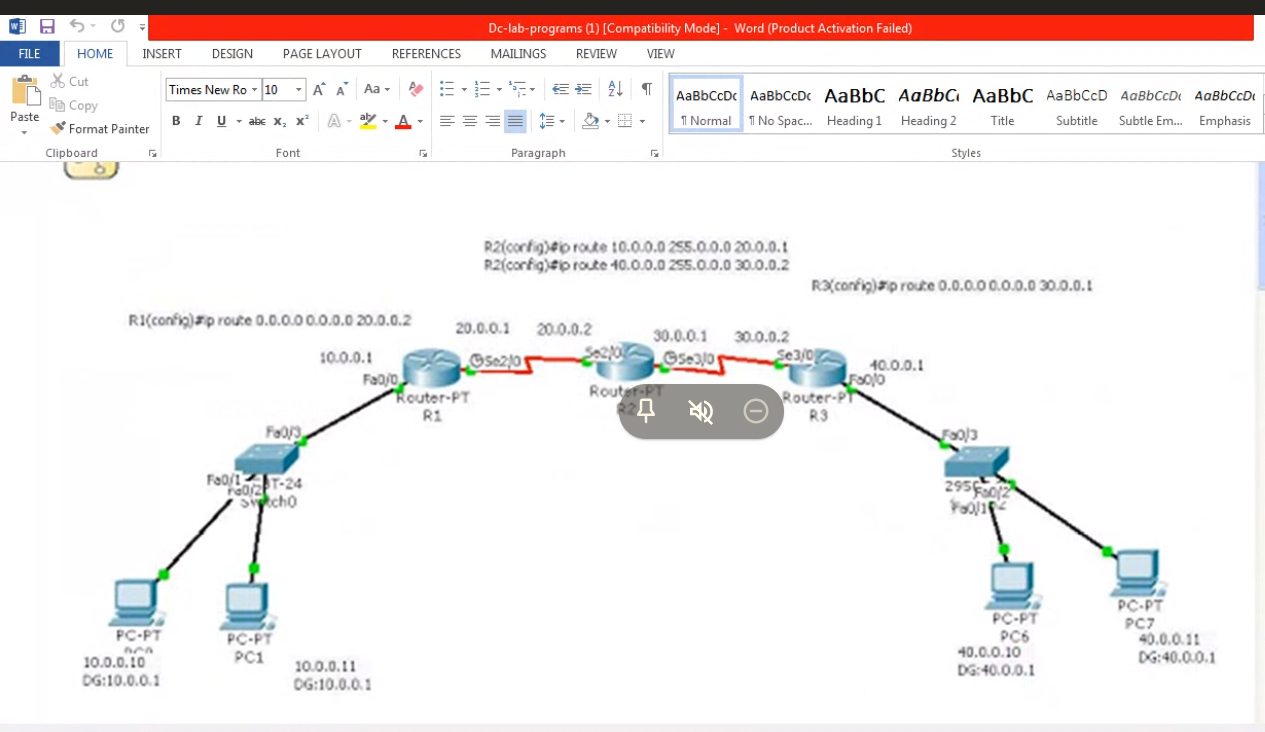 Dc-lab-programs (1) [Compatibility Mode] - Word (Product Activation Failed)
FILE HOME INSERT DESIGN PAGE LAYOUT REFERENCES MAILINGS REVIEW VIEW
Paste
Cut
Copy
Format Painter
Clipboard
Times New Ro 10
Aa
B I U abc x₂ x² A A
Font
Paragraph
AaBbCcDc AaBbCcDc AaBbC AaBbCc AaBbC AaBbCcD AaBbCcDc AaBbCcDc
¶ Normal ¶ No Spac... Heading 1 Heading 2 Title Subtitle Subtle Em... Emphasis
Styles
R2(config)#ip route 10.0.0.0 255.0.0.0 20.0.0.1
R2(config)#ip route 40.0.0.0 255.0.0.0 30.0.0.2
R3(config)#ip route 0.0.0.0 0.0.0.0 30.0.0.1
R1(config)#ip route 0.0.0.0 0.0.0.0 20.0.0.2
20.0.0.1 20.0.0.2 30.0.0.1 30.0.0.2
10.0.0.1
Se2/0 Se2/0 Se3/0 Se3/0
40.0.0.1
Fa0/0
Fa0/0
Router-PT
R1
Router-PT
R2
Router-PT
R3
Fa0/3
Fa0/1
Fa0/2
Switch0
Fa0/3
Fa0/2
Fa0/1
PC-PT
PC-PT
PC1
10.0.0.10
DG:10.0.0.1
10.0.0.11
DG:10.0.0.1
PC-PT
PC6
PC-PT
PC7
40.0.0.10
DG:40.0.0.1
40.0.0.11
DG:40.0.0.1